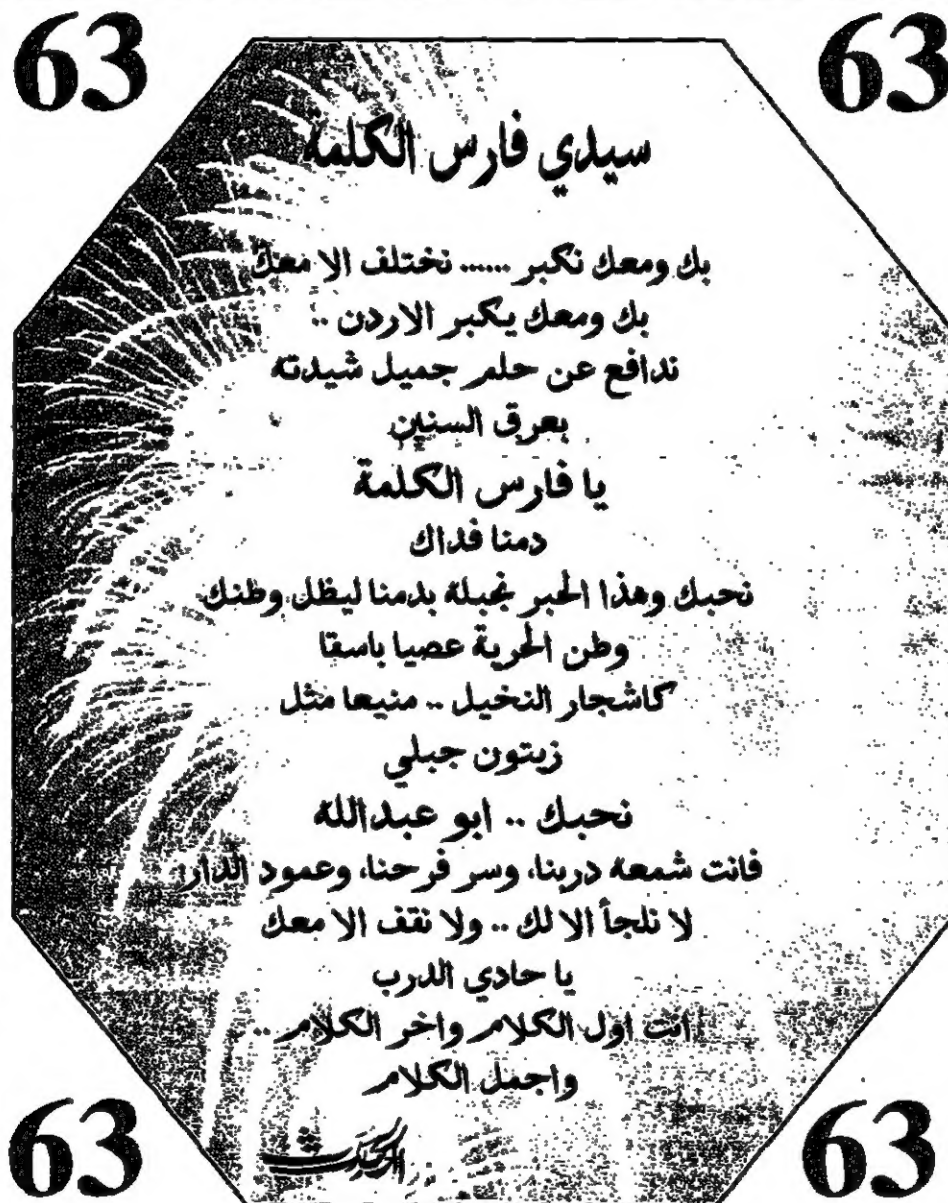 63 63
سيدي فارس الكلمة
بك ومعك نكبر ...... نختلف الا معك
بك ومعك يكبر الاردن ..
ندافع عن حلم جميل شيدته
بعرق السنين
يا فارس الكلمة
دمنا فداك
نحبك وهذا الحبر نجبله بدمنا ليظل وطنك
وطن الحرية عصيا باسقا
كاشجار النخيل .. منيعا مثل
زيتون جبلي
نحبك .. ابو عبدالله
فانت شمعة دربنا، وسر فرحنا، وعمود الدار
لا نلجأ الا لك .. ولا نقف الا معك
يا حادي الدرب
انت اول الكلام واخر الكلام ..
واجمل الكلام
63 63